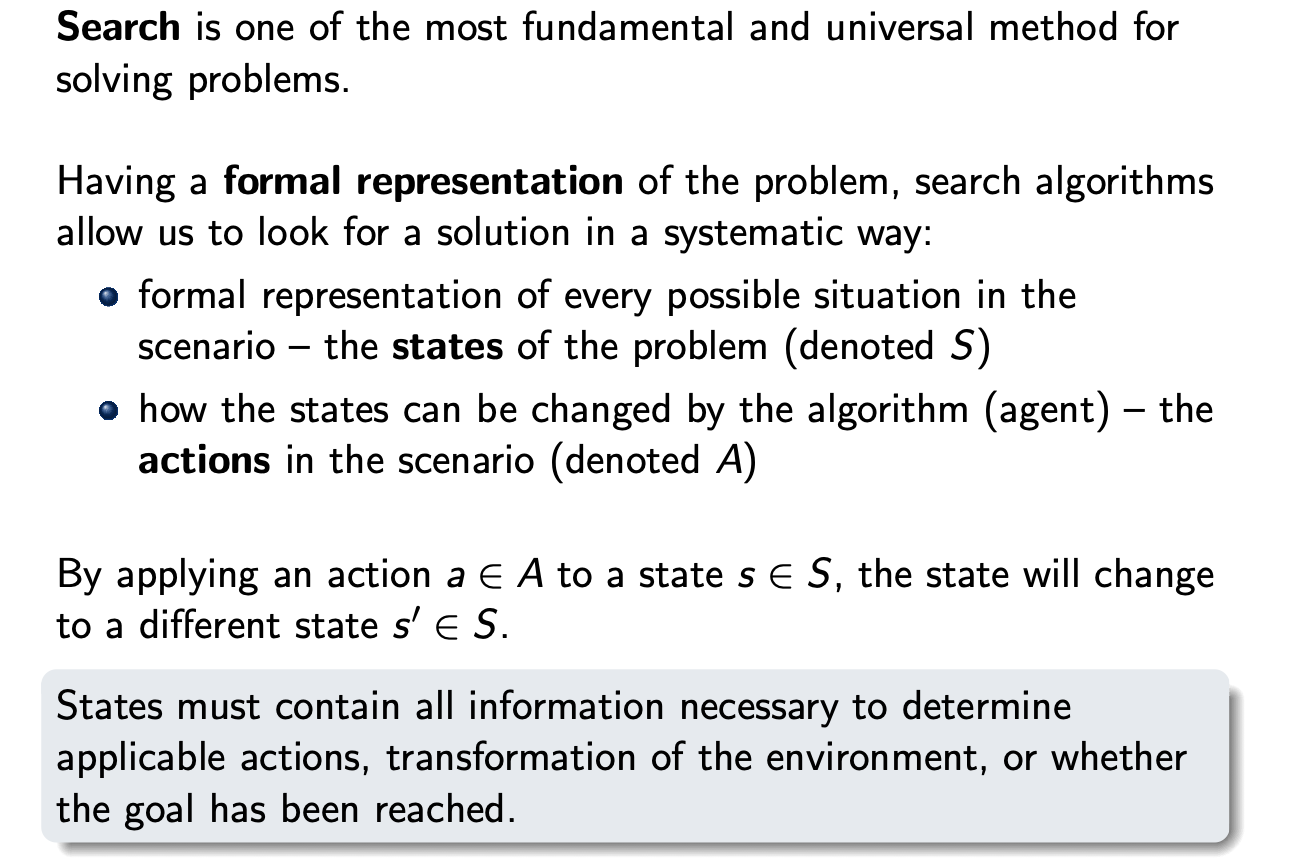 Search is one of the most fundamental and universal method for
solving problems.
Having a formal representation of the problem, search algorithms
allow us to look for a solution in a systematic way:
formal representation of every possible situation in the
scenario – the states of the problem (denoted S)
how the states can be changed by the algorithm (agent) – the
actions in the scenario (denoted A)
By applying an action a ∈ A to a state s ∈ S, the state will change
to a different state s′ ∈ S.
States must contain all information necessary to determine
applicable actions, transformation of the environment, or whether
the goal has been reached.